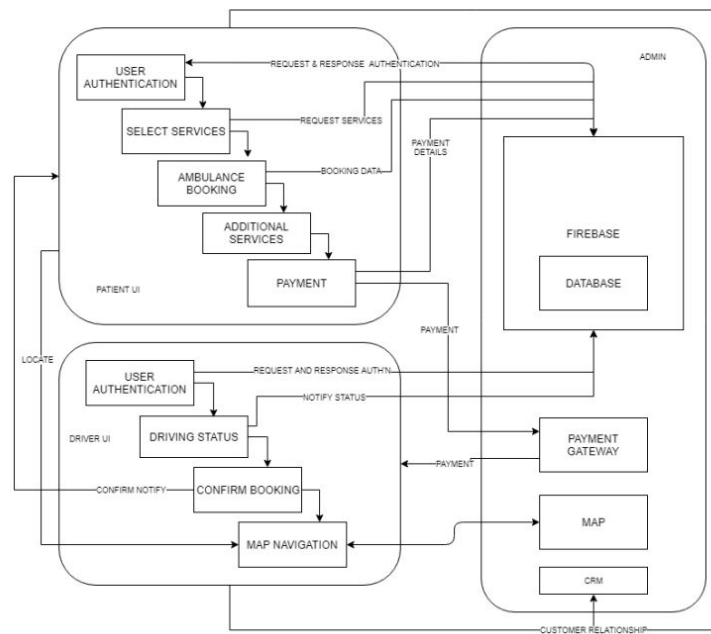 ADMIN
REQUEST & RESPONSE AUTHENTICATION
USER
AUTHENTICATION
SELECT SERVICES
REQUEST SERVICES
PAYMENT
DETAILS
AMBULANCE
BOOKING
BOOKING DATA
ADDITIONAL
SERVICES
FIREBASE
PATIENT UI
PAYMENT
DATABASE
PAYMENT
LOCATE
USER
AUTHENTICATION
REQUEST AND RESPONSE AUTH'N
NOTIFY STATUS
DRIVER UI
DRIVING STATUS
PAYMENT
GATEWAY
PAYMENT
CONFIRM NOTIFY
CONFIRM BOOKING
MAP NAVIGATION
MAP
CRM
CUSTOMER RELATIONSHIP